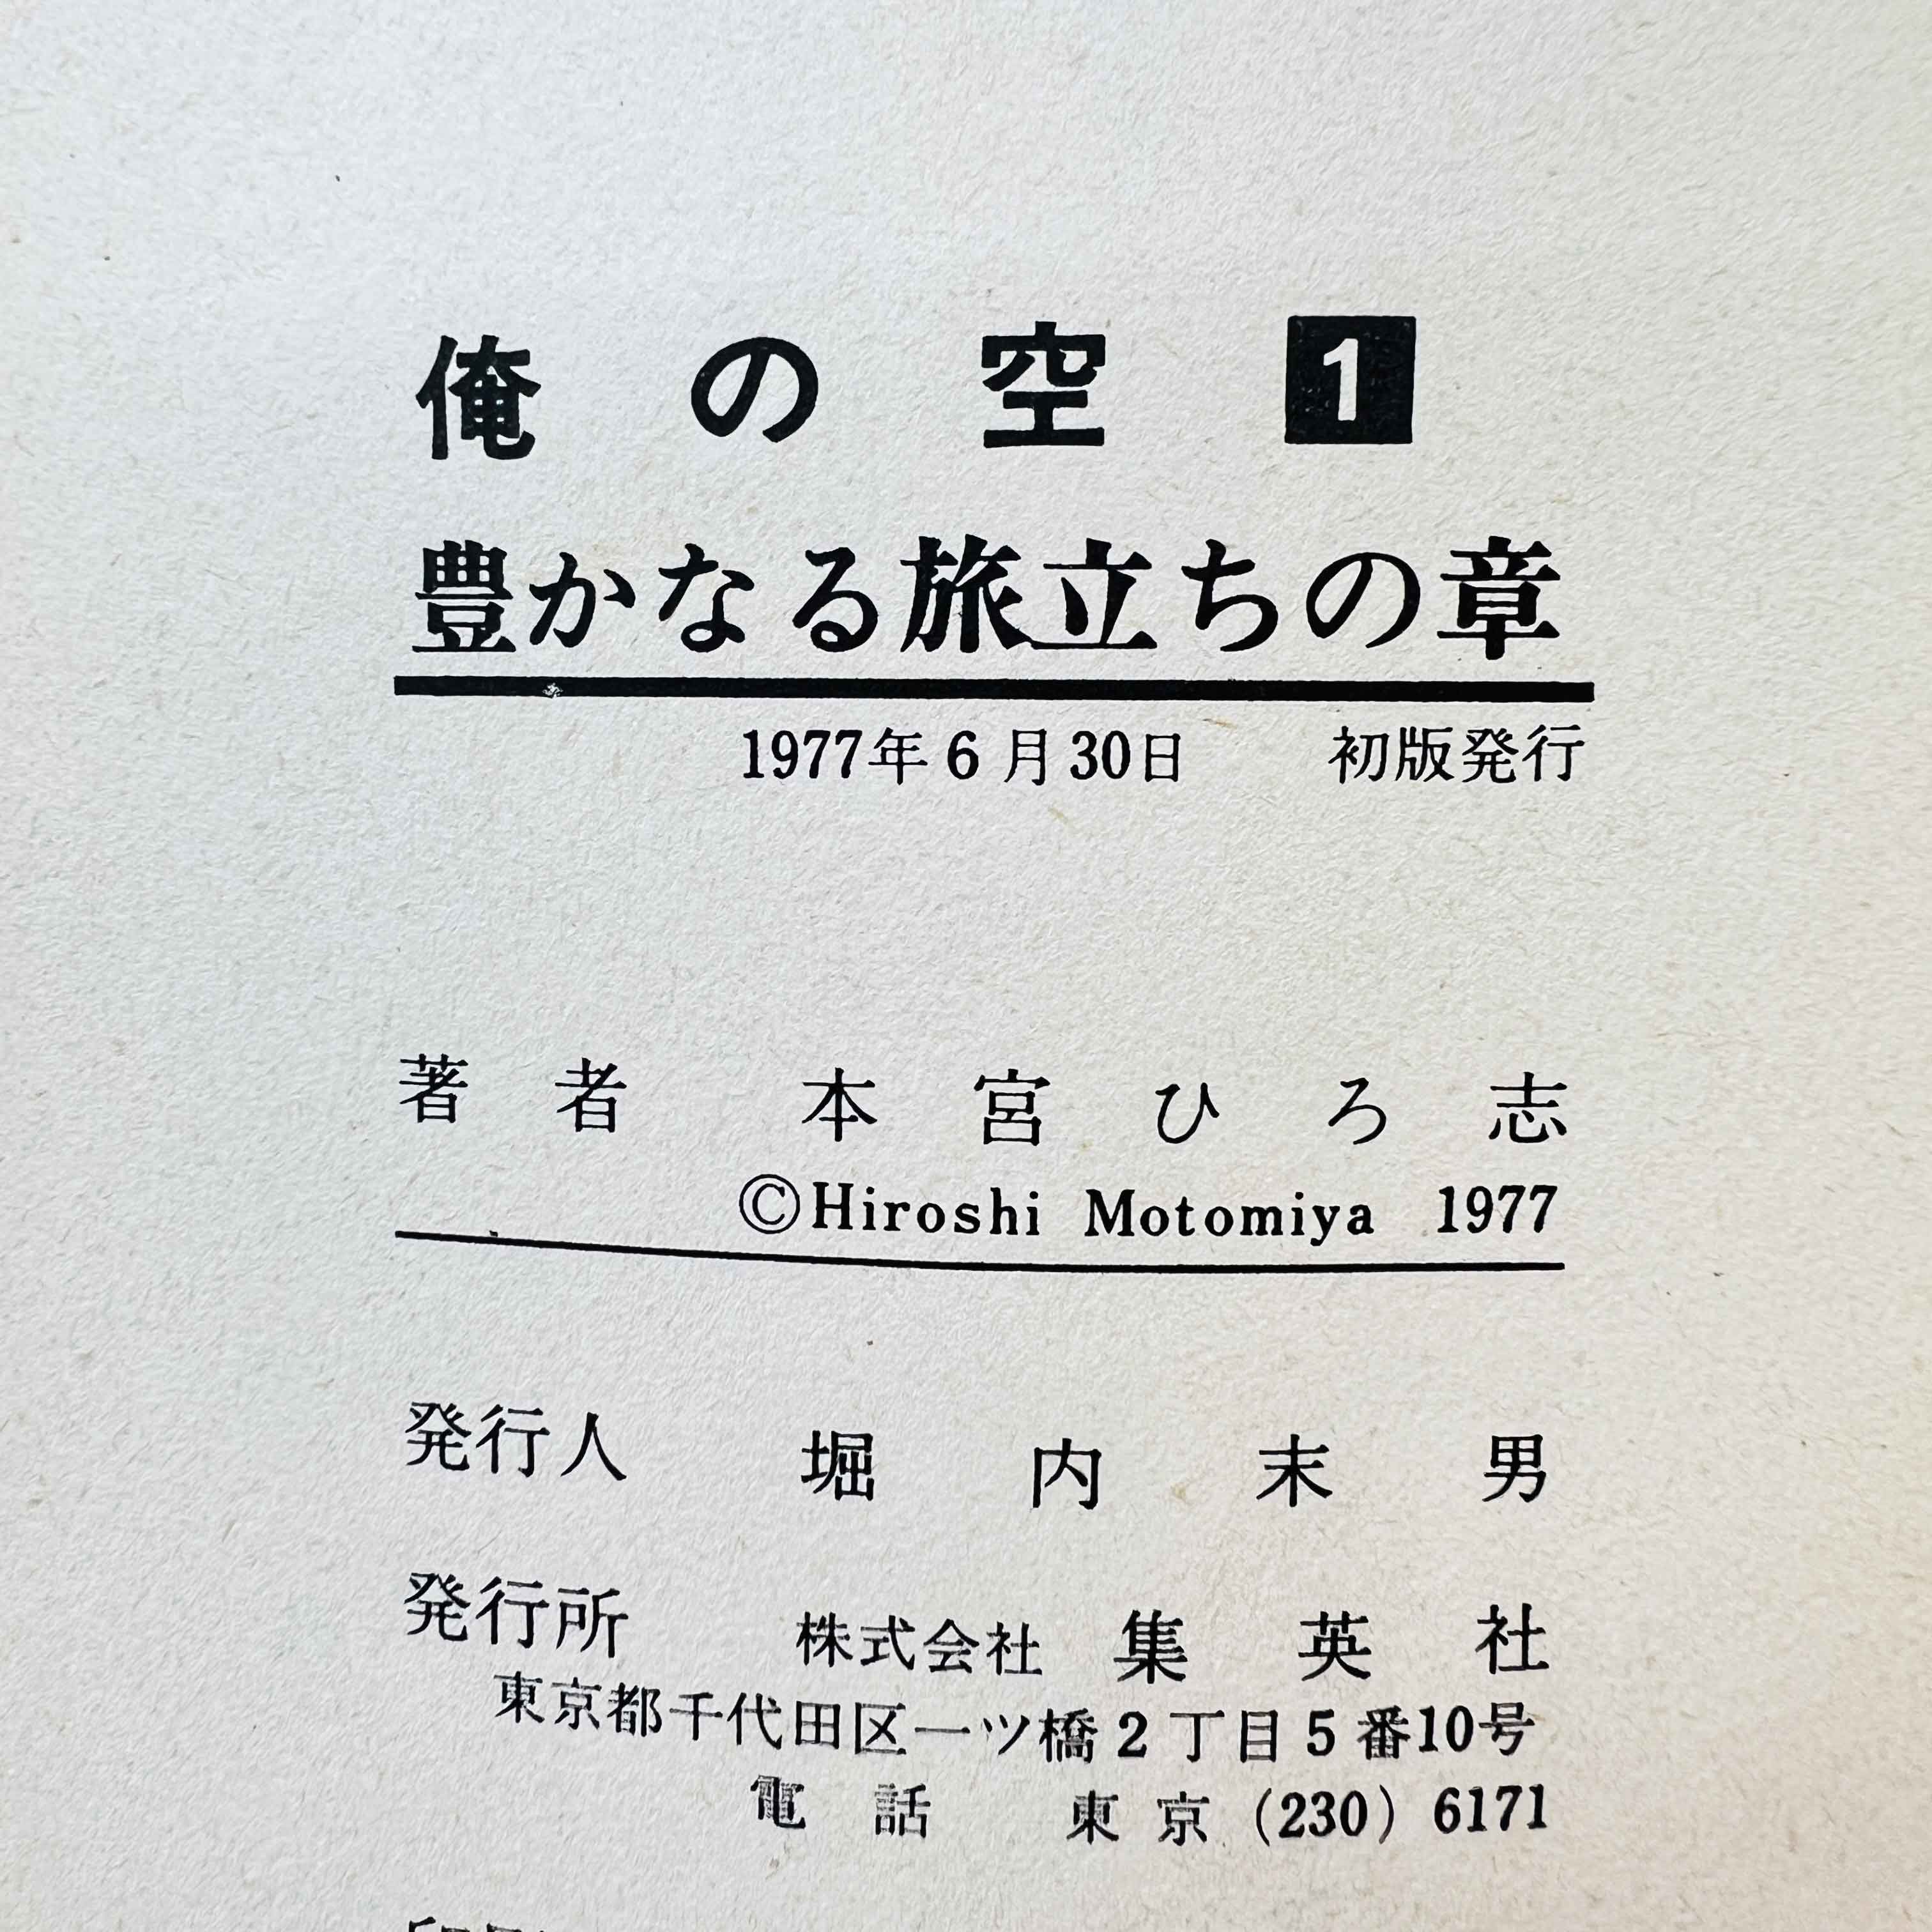 俺の空 1
豊かなる旅立ちの章
1977年6月30日 初版発行
著者 本宮ひろ志
©Hiroshi Motomiya 1977
発行人 堀内末男
発行所 株式会社 集英社
東京都千代田区一ツ橋2丁目5番10号
電話 東京 (230) 6171